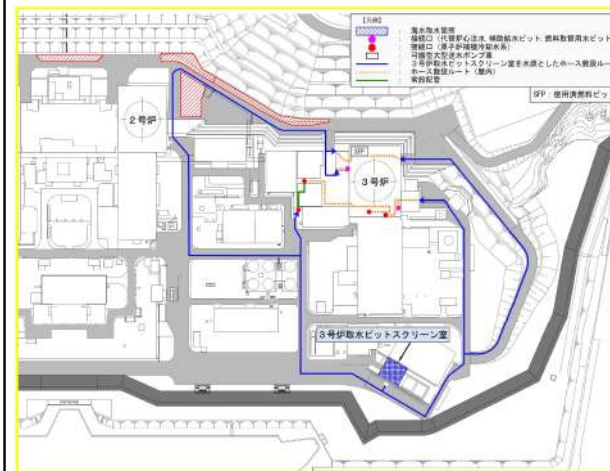 【凡例】
海水取水箇所
接続口（代替炉心注水，補助給水ピット，燃料取替用水ピット
接続口（原子炉補機冷却水系）
可搬型大型送水ポンプ車
３号炉取水ピットスクリーン室を水源としたホース敷設ルー
ホース敷設ルート（屋内）
常設配管
SFP：使用済燃料ピッ
２号炉
SFP
３号炉
３号炉取水ピットスクリーン室